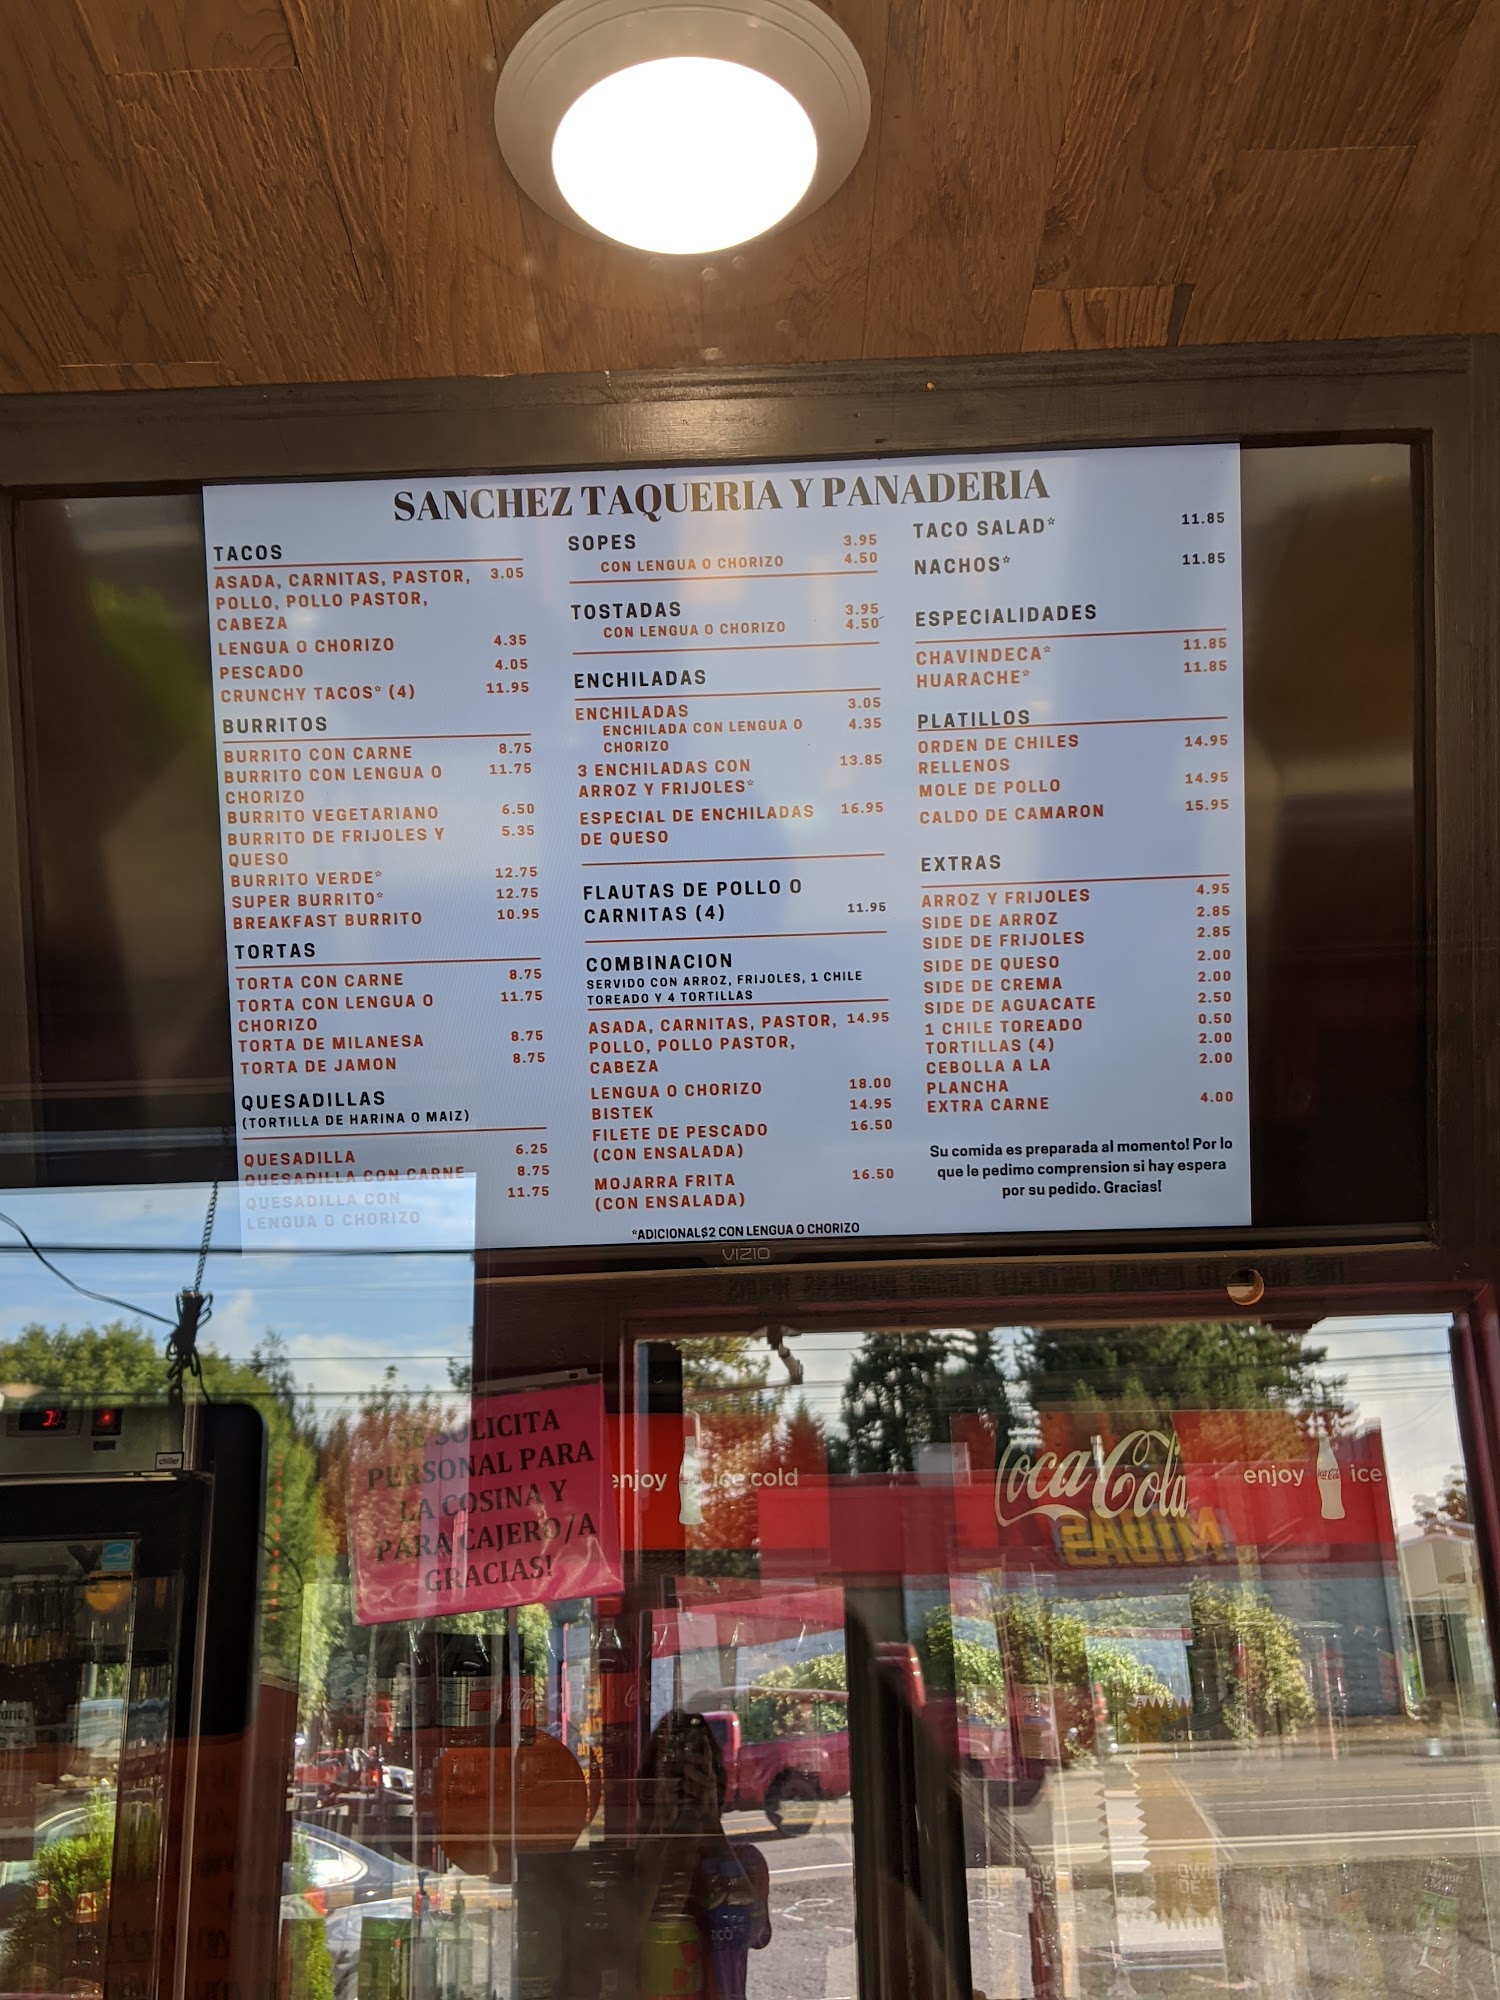 SANCHEZ TAQUERIA Y PANADERIA
TACOS
ASADA, CARNITAS, PASTOR, 3.05
POLLO, POLLO PASTOR,
CABEZA
LENGUA O CHORIZO 4.35
PESCADO 4.05
CRUNCHY TACOS* (4) 11.95
BURRITOS
BURRITO CON CARNE 8.75
BURRITO CON LENGUA O 11.75
CHORIZO
BURRITO VEGETARIANO 6.50
BURRITO DE FRIJOLES Y 5.35
QUESO
BURRITO VERDE* 12.75
SUPER BURRITO* 12.75
BREAKFAST BURRITO 10.95
TORTAS
TORTA CON CARNE 8.75
TORTA CON LENGUA O 11.75
CHORIZO
TORTA DE MILANESA 8.75
TORTA DE JAMON 8.75
QUESADILLAS
(TORTILLA DE HARINA O MAIZ)
QUESADILLA 6.25
QUESADILLA CON CARNE 8.75
QUESADILLA CON 11.75
LENGUA O CHORIZO
SOPES 3.95
CON LENGUA O CHORIZO 4.50
TOSTADAS 3.95
CON LENGUA O CHORIZO 4.50
ENCHILADAS
ENCHILADAS 3.05
ENCHILADA CON LENGUA O 4.35
CHORIZO
3 ENCHILADAS CON 13.85
ARROZ Y FRIJOLES*
ESPECIAL DE ENCHILADAS 16.95
DE QUESO
FLAUTAS DE POLLO O
CARNITAS (4) 11.95
COMBINACION
SERVIDO CON ARROZ, FRIJOLES, 1 CHILE
TOREADO Y 4 TORTILLAS
ASADA, CARNITAS, PASTOR, 14.95
POLLO, POLLO PASTOR,
CABEZA
LENGUA O CHORIZO 18.00
BISTEK 14.95
FILETE DE PESCADO 16.50
(CON ENSALADA)
MOJARRA FRITA 16.50
(CON ENSALADA)
*ADICIONAL$2 CON LENGUA O CHORIZO
TACO SALAD* 11.85
NACHOS* 11.85
ESPECIALIDADES
CHAVINDECA* 11.85
HUARACHE* 11.85
PLATILLOS
ORDEN DE CHILES 14.95
RELLENOS
MOLE DE POLLO 14.95
CALDO DE CAMARON 15.95
EXTRAS
ARROZ Y FRIJOLES 4.95
SIDE DE ARROZ 2.85
SIDE DE FRIJOLES 2.85
SIDE DE QUESO 2.00
SIDE DE CREMA 2.00
SIDE DE AGUACATE 2.50
1 CHILE TOREADO 0.50
TORTILLAS (4) 2.00
CEBOLLA A LA 2.00
PLANCHA
EXTRA CARNE 4.00
Su comida es preparada al momento! Por lo
que le pedimo comprension si hay espera
por su pedido. Gracias!
VIZIO
SE SOLICITA
PERSONAL PARA
LA COSINA Y
PARA CAJERO/A
GRACIAS!
chiller
enjoy ice cold
Coca-Cola
enjoy ice
MIDAS